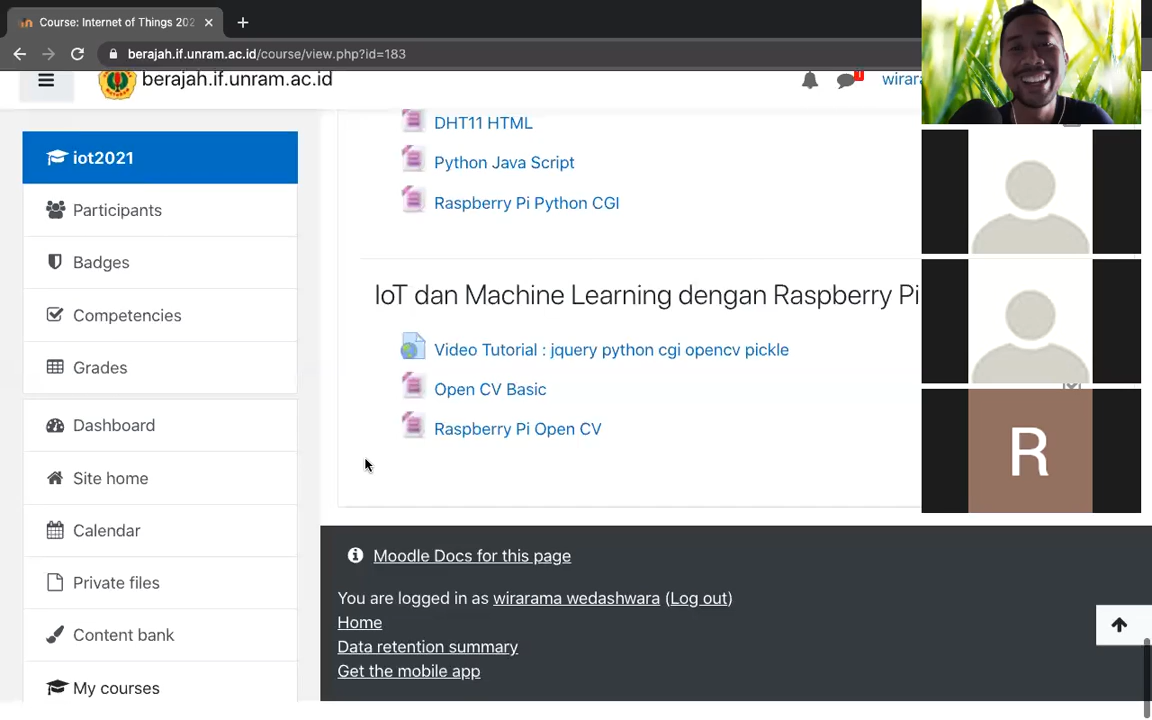 Course: Internet of Things 202
berajah.if.unram.ac.id/course/view.php?id=183
berajah.if.unram.ac.id
wirara
iot2021
Participants
Badges
Competencies
Grades
Dashboard
Site home
Calendar
Private files
Content bank
My courses
DHT11 HTML
Python Java Script
Raspberry Pi Python CGI
IoT dan Machine Learning dengan Raspberry Pi
Video Tutorial : jquery python cgi opencv pickle
Open CV Basic
Raspberry Pi Open CV
R
Moodle Docs for this page
You are logged in as wirarama wedashwara (Log out)
Home
Data retention summary
Get the mobile app